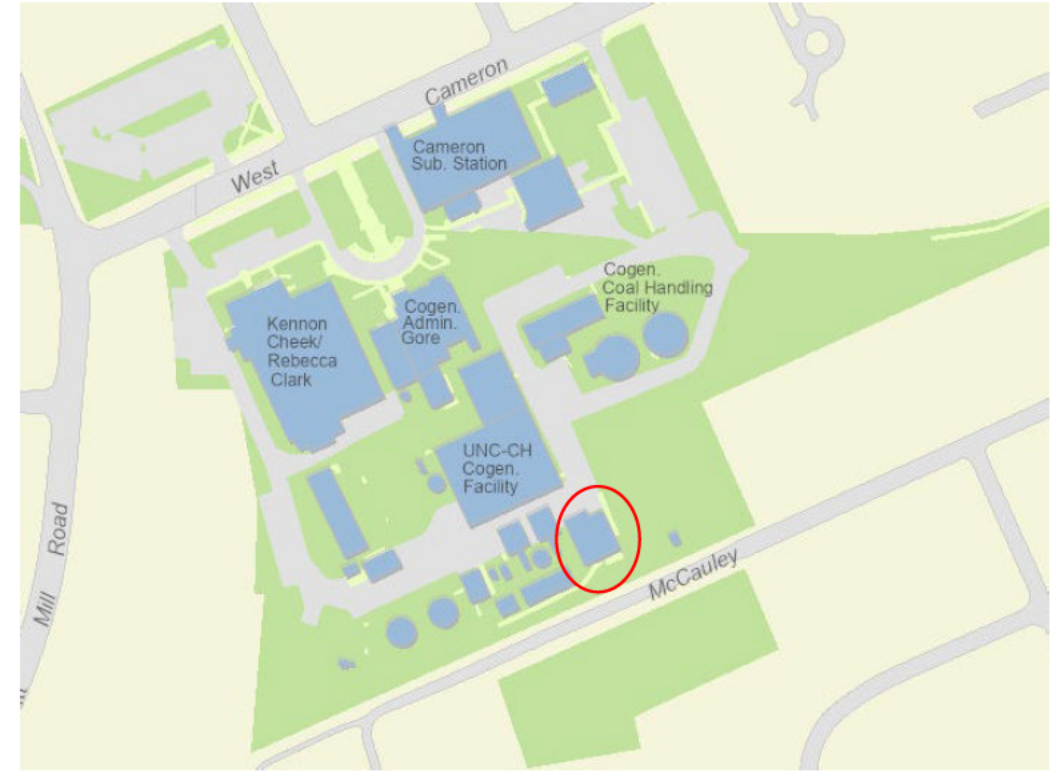 West Cameron
Cameron
Sub. Station
Cogen.
Coal Handling
Facility
Cogen.
Admin.
Gore
Kennon
Cheek/
Rebecca
Clark
UNC-CH
Cogen.
Facility
Mill Road
McCauley